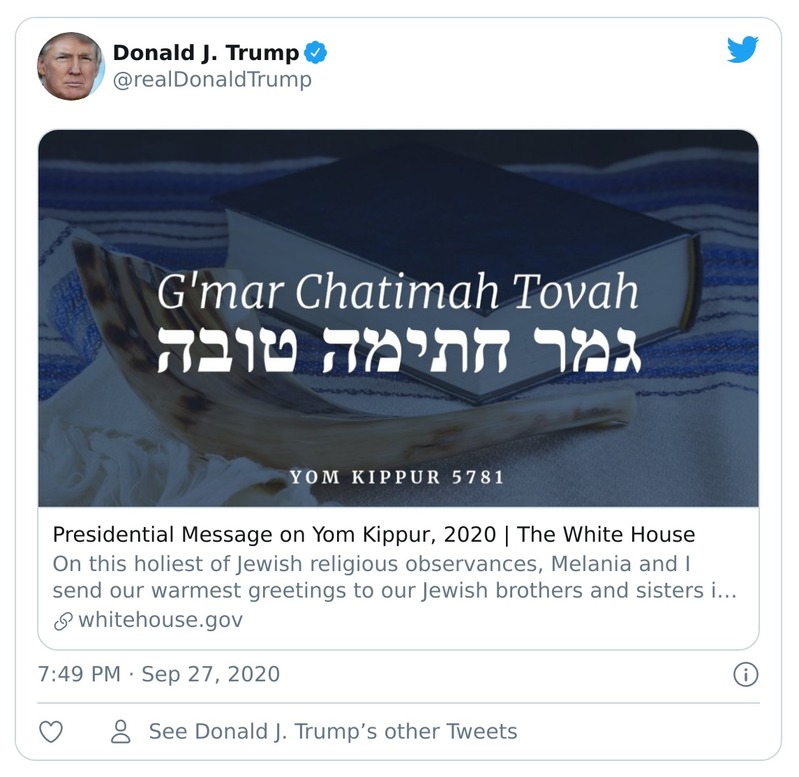 Donald J. Trump
@realDonaldTrump
G'mar Chatimah Tovah
גמר חתימה טובה
YOM KIPPUR 5781
Presidential Message on Yom Kippur, 2020 | The White House
On this holiest of Jewish religious observances, Melania and I
send our warmest greetings to our Jewish brothers and sisters i…
whitehouse.gov
7:49 PM · Sep 27, 2020
See Donald J. Trump’s other Tweets